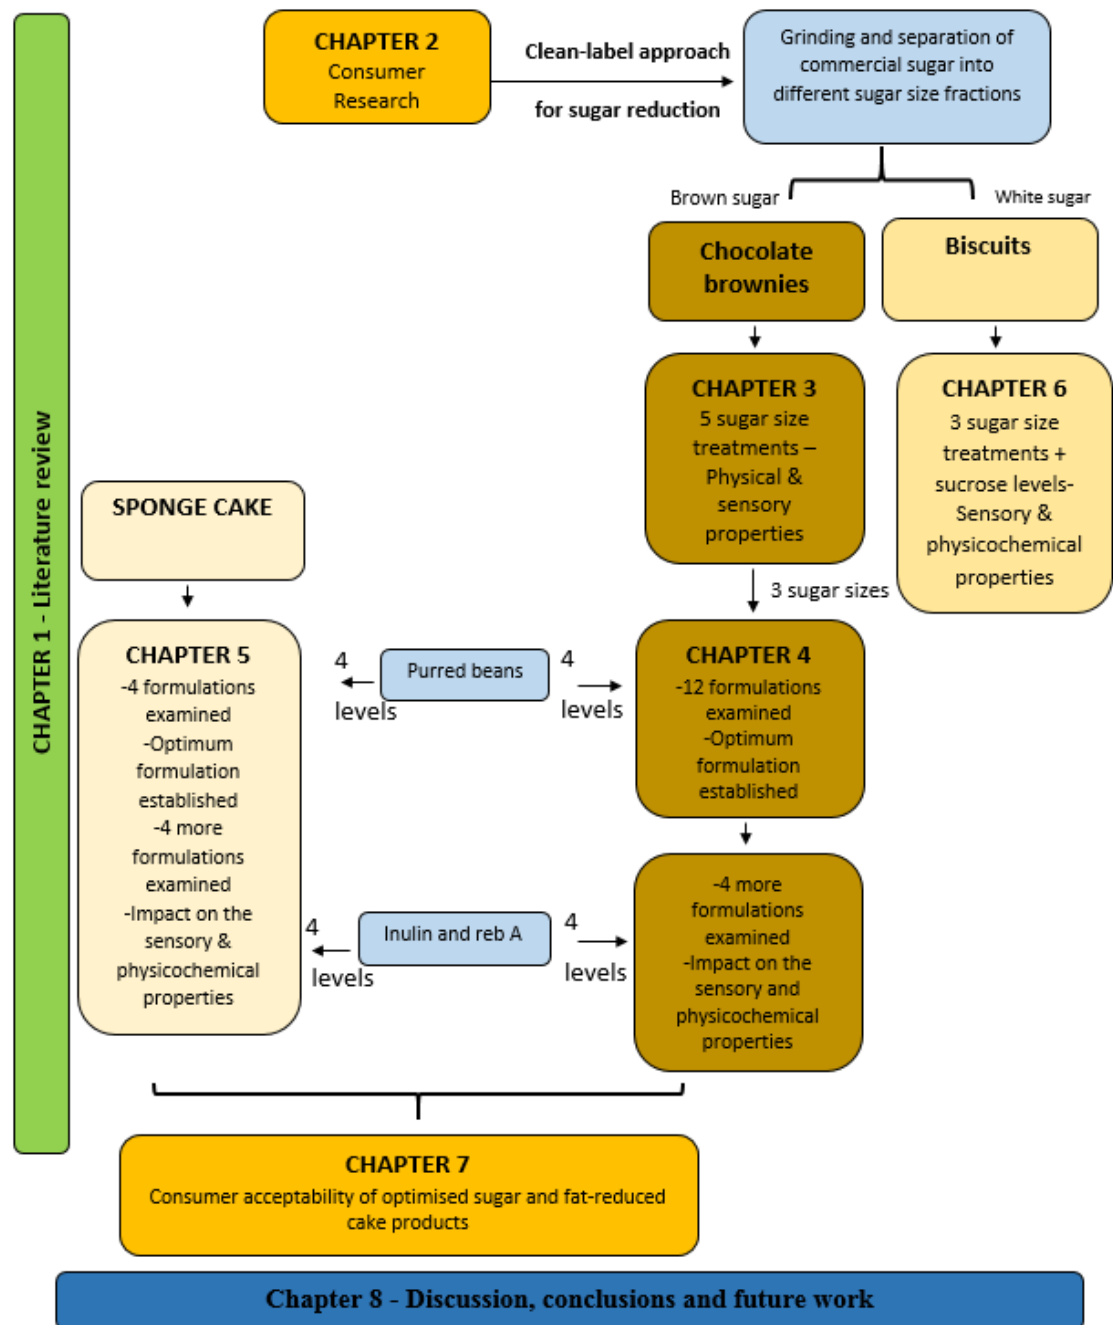 CHAPTER 1 - Literature review
CHAPTER 2
Consumer
Research
Clean-label approach
for sugar reduction
Grinding and separation of
commercial sugar into
different sugar size fractions
Brown sugar
White sugar
Chocolate
brownies
Biscuits
CHAPTER 3
5 sugar size
treatments –
Physical &
sensory
properties
CHAPTER 6
3 sugar size
treatments +
sucrose levels-
Sensory &
physicochemical
properties
3 sugar sizes
SPONGE CAKE
CHAPTER 5
-4 formulations
examined
-Optimum
formulation
established
-4 more
formulations
examined
-Impact on the
sensory &
physicochemical
properties
4
levels
Purred beans
4
levels
CHAPTER 4
-12 formulations
examined
-Optimum
formulation
established
4
levels
Inulin and reb A
4
levels
-4 more
formulations
examined
-Impact on the
sensory and
physicochemical
properties
CHAPTER 7
Consumer acceptability of optimised sugar and fat-reduced
cake products
Chapter 8 - Discussion, conclusions and future work